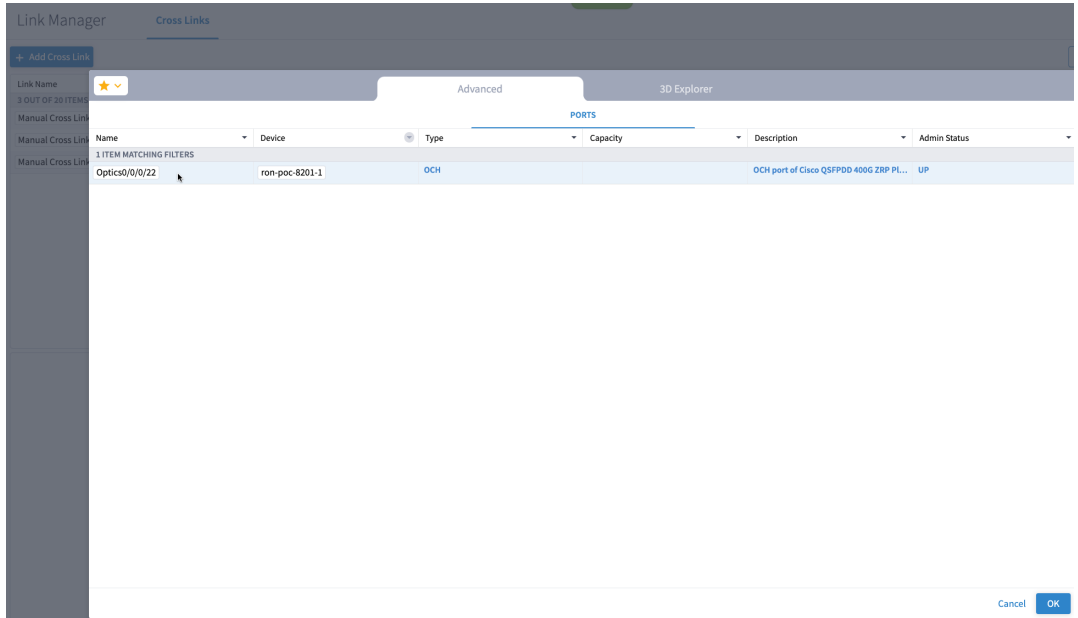 Link Manager
Cross Links
+ Add Cross Link
Link Name
3 OUT OF 20 ITEMS
Manual Cross Link
Manual Cross Link
Manual Cross Link
Advanced
3D Explorer
PORTS
Name Device Type Capacity Description Admin Status
1 ITEM MATCHING FILTERS
Optics0/0/0/22 ron-poc-8201-1 OCH OCH port of Cisco QSFPDD 400G ZRP Pl... UP
Cancel OK